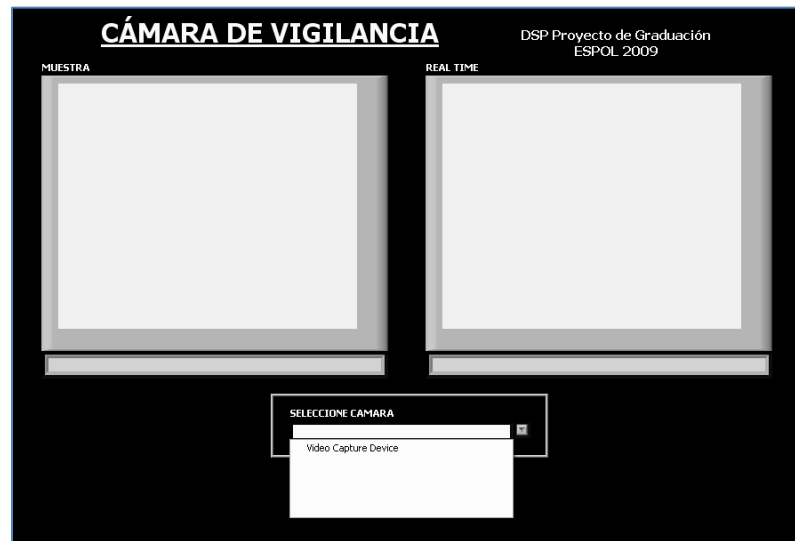 CÁMARA DE VIGILANCIA
DSP Proyecto de Graduación
ESPOL 2009
MUESTRA
REAL TIME
SELECCIONE CAMARA
Video Capture Device